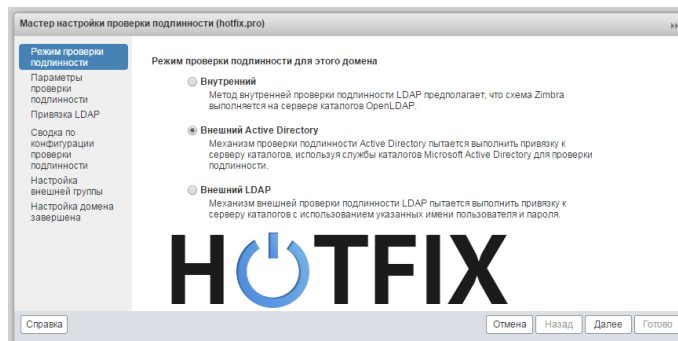 Мастер настройки проверки подлинности (hotfix.pro)
Режим проверки
подлинности
Параметры
проверки
подлинности
Привязка LDAP
Сводка по
конфигурации
проверки
подлинности
Настройка
внешней группы
Настройка домена
завершена
Режим проверки подлинности для этого домена
Внутренний
Метод внутренней проверки подлинности LDAP предполагает, что схема Zimbra
выполняется на сервере каталогов OpenLDAP.
Внешний Active Directory
Механизм проверки подлинности Active Directory пытается выполнить привязку к
серверу каталогов, используя службы каталогов Microsoft Active Directory для проверки
подлинности.
Внешний LDAP
Механизм внешней проверки подлинности LDAP пытается выполнить привязку к
серверу каталогов с использованием указанных имени пользователя и пароля.
HOTFIX
Справка
Отмена
Назад
Далее
Готово